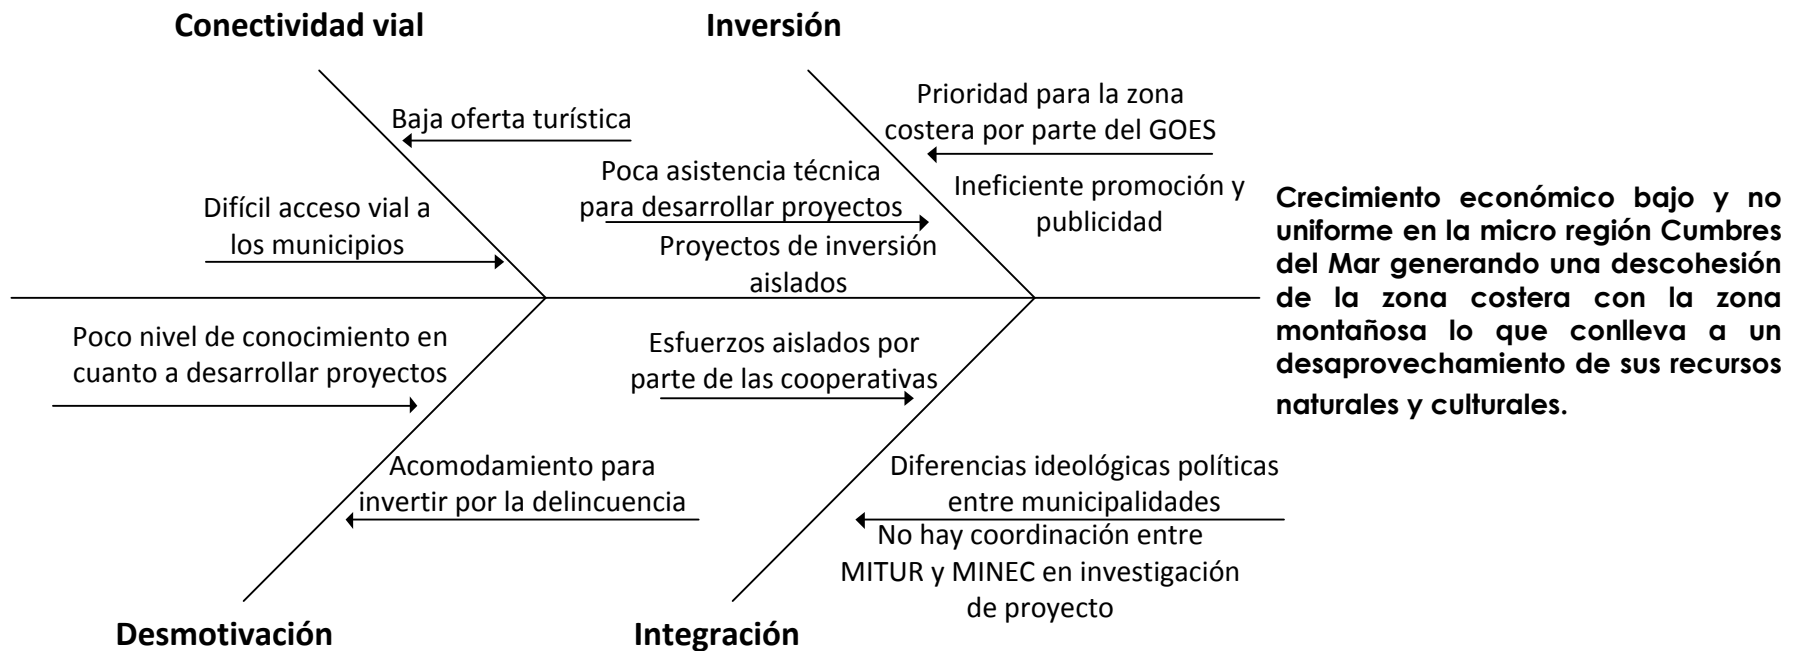 Conectividad vial
Inversión
Baja oferta turística
Difícil acceso vial a
los municipios
Prioridad para la zona
costera por parte del GOES
Poca asistencia técnica
para desarrollar proyectos
Ineficiente promoción y
publicidad
Proyectos de inversión
aislados
Crecimiento económico bajo y no
uniforme en la micro región Cumbres
del Mar generando una descohesión
de la zona costera con la zona
montañosa lo que conlleva a un
desaprovechamiento de sus recursos
naturales y culturales.
Poco nivel de conocimiento en
cuanto a desarrollar proyectos
Acomodamiento para
invertir por la delincuencia
Esfuerzos aislados por
parte de las cooperativas
Diferencias ideológicas políticas
entre municipalidades
No hay coordinación entre
MITUR y MINEC en investigación
de proyecto
Desmotivación
Integración